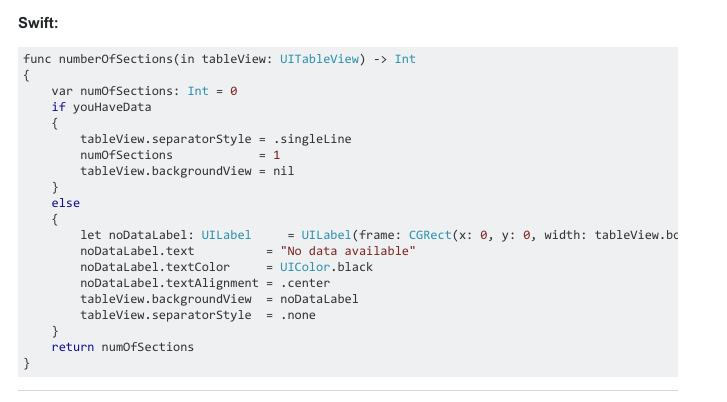 Swift:
func numberOfSections(in tableView: UITableView) -> Int
{
    var numOfSections: Int = 0
    if youHaveData
    {
        tableView.separatorStyle = .singleLine
        numOfSections            = 1
        tableView.backgroundView = nil
    }
    else
    {
        let noDataLabel: UILabel     = UILabel(frame: CGRect(x: 0, y: 0, width: tableView.bo
        noDataLabel.text          = "No data available"
        noDataLabel.textColor     = UIColor.black
        noDataLabel.textAlignment = .center
        tableView.backgroundView  = noDataLabel
        tableView.separatorStyle  = .none
    }
    return numOfSections
}